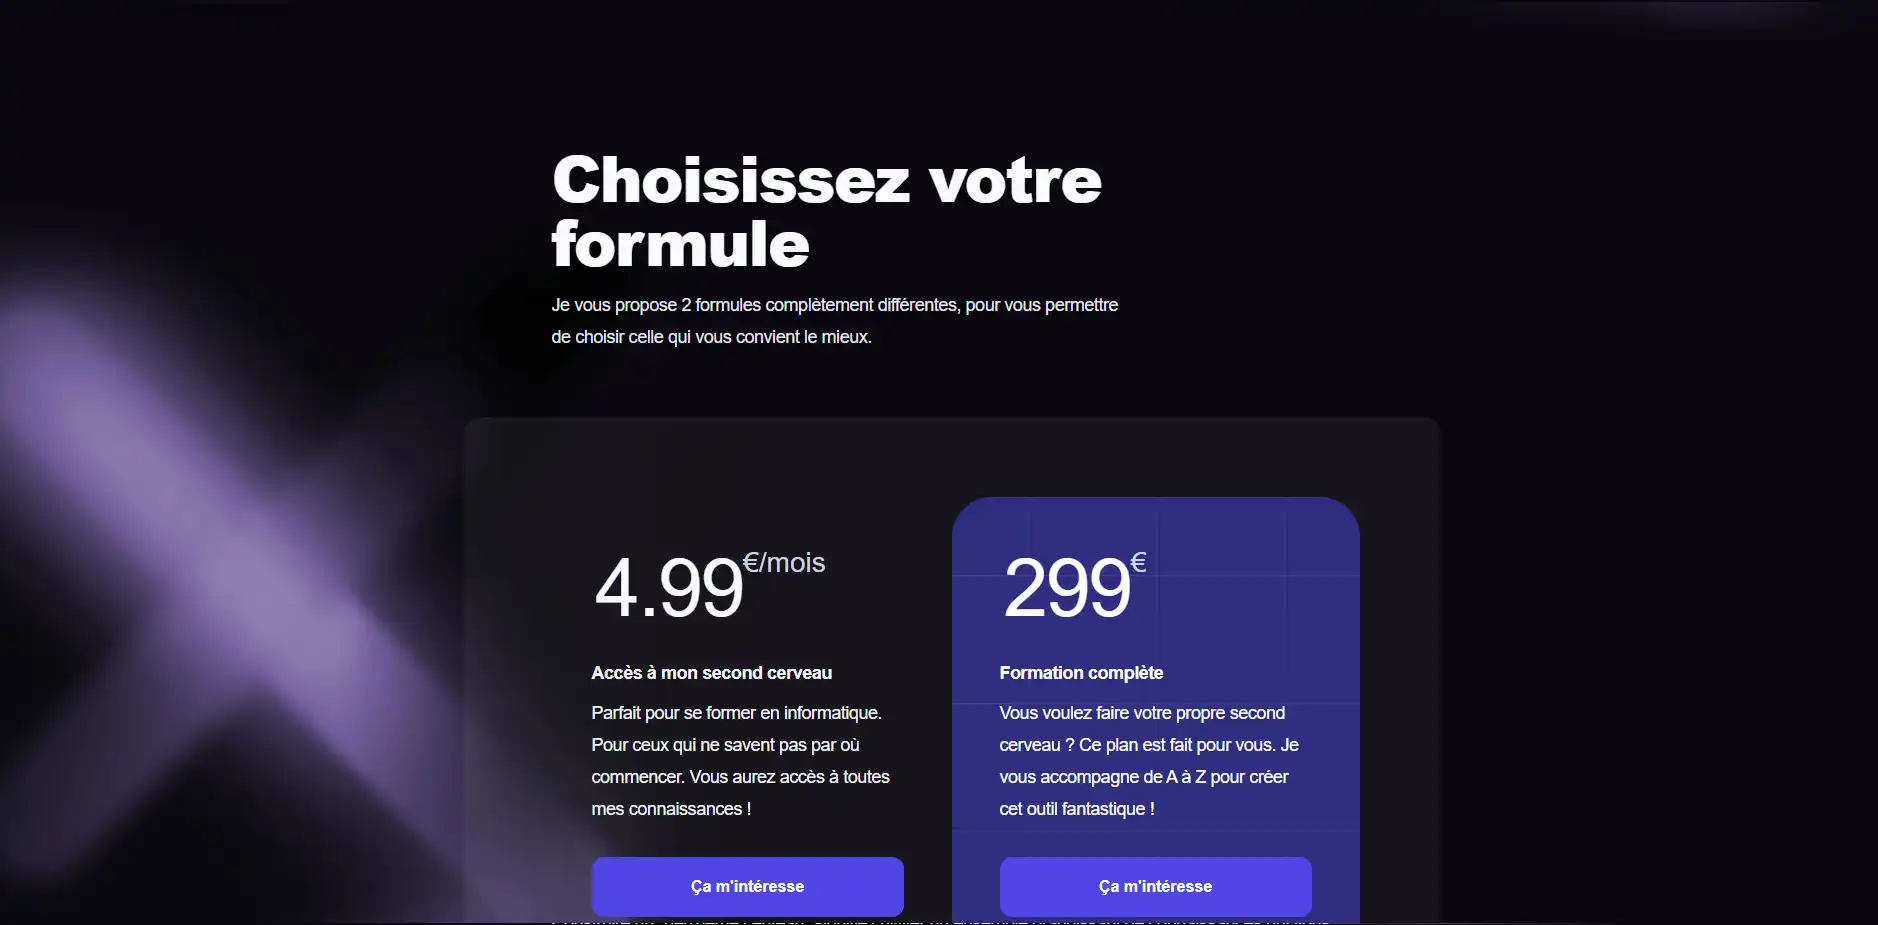 Choisissez votre
formule
Je vous propose 2 formules complètement différentes, pour vous permettre
de choisir celle qui vous convient le mieux.
4.99€/mois
Accès à mon second cerveau
Parfait pour se former en informatique.
Pour ceux qui ne savent pas par où
commencer. Vous aurez accès à toutes
mes connaissances !
Ça m'intéresse
299€
Formation complète
Vous voulez faire votre propre second
cerveau ? Ce plan est fait pour vous. Je
vous accompagne de A à Z pour créer
cet outil fantastique !
Ça m'intéresse